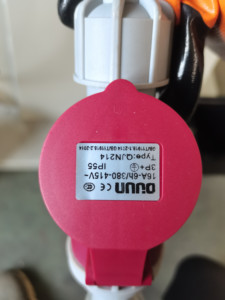 QJUN CE
16A-6h/380-415V~
3P+ IP55
Type:QJN214